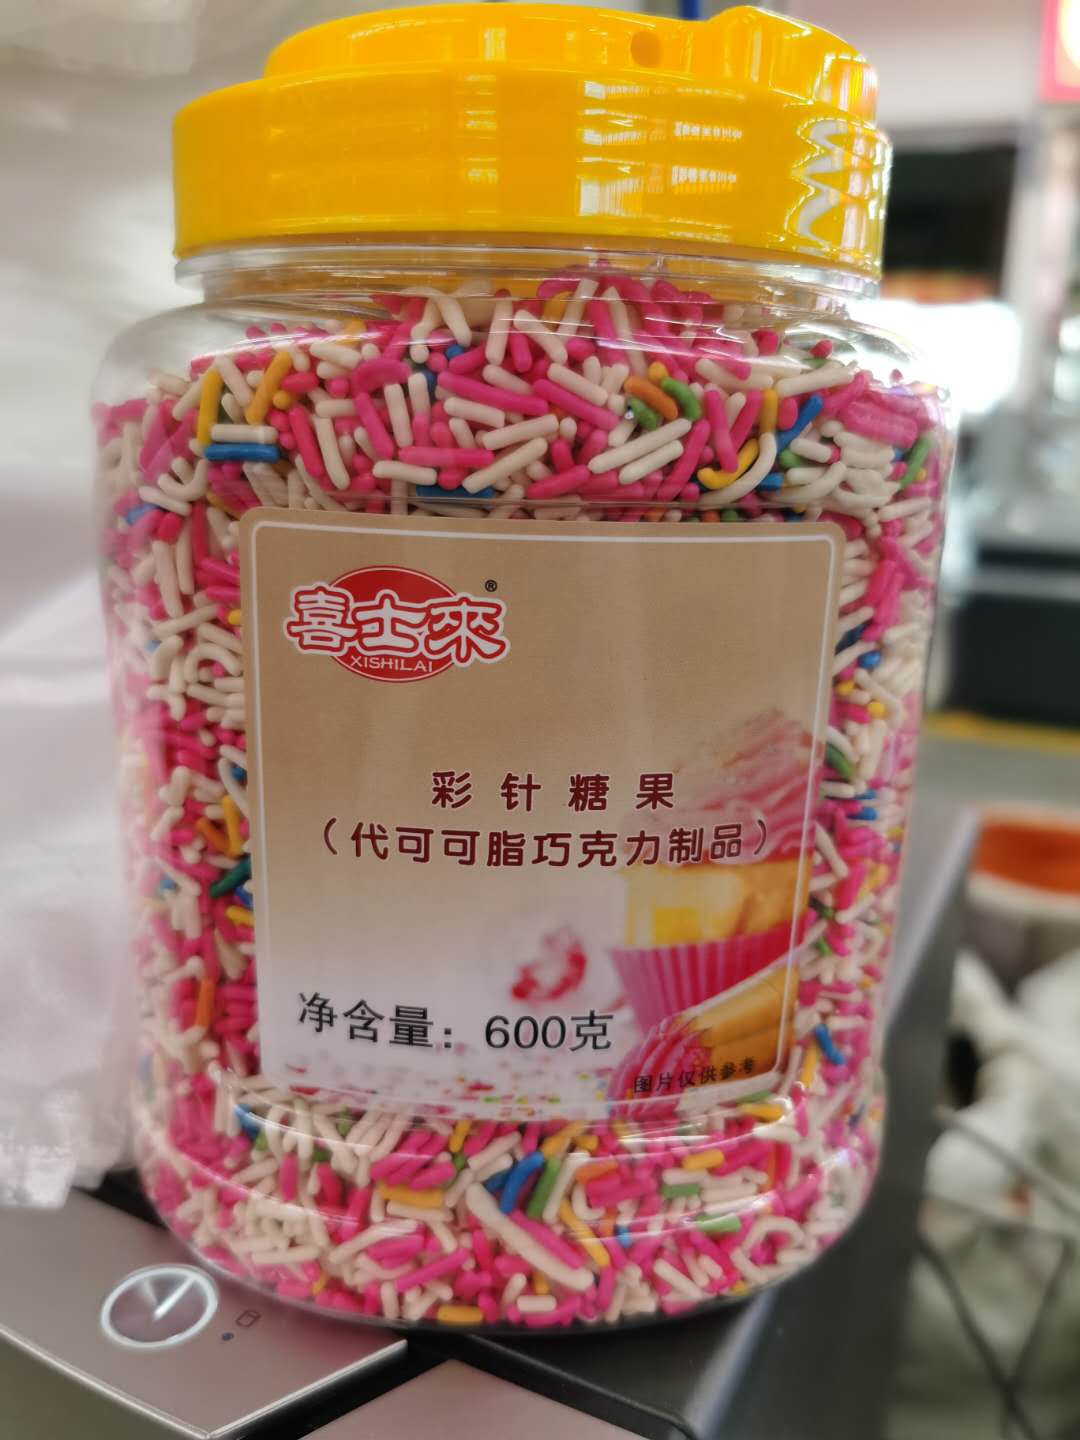 喜士來®
XISHILAI
彩针糖果
（代可可脂巧克力制品）
净含量：600克
图片仅供参考